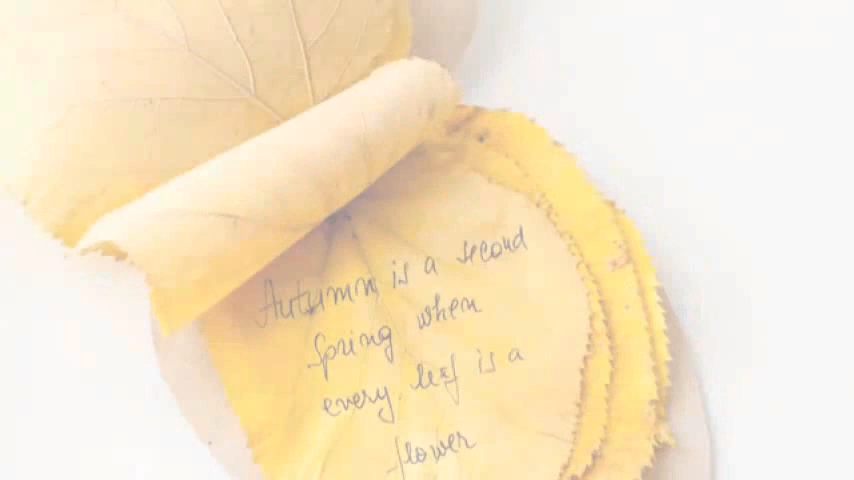 Autumn is a second
spring when
every leaf is a
flower